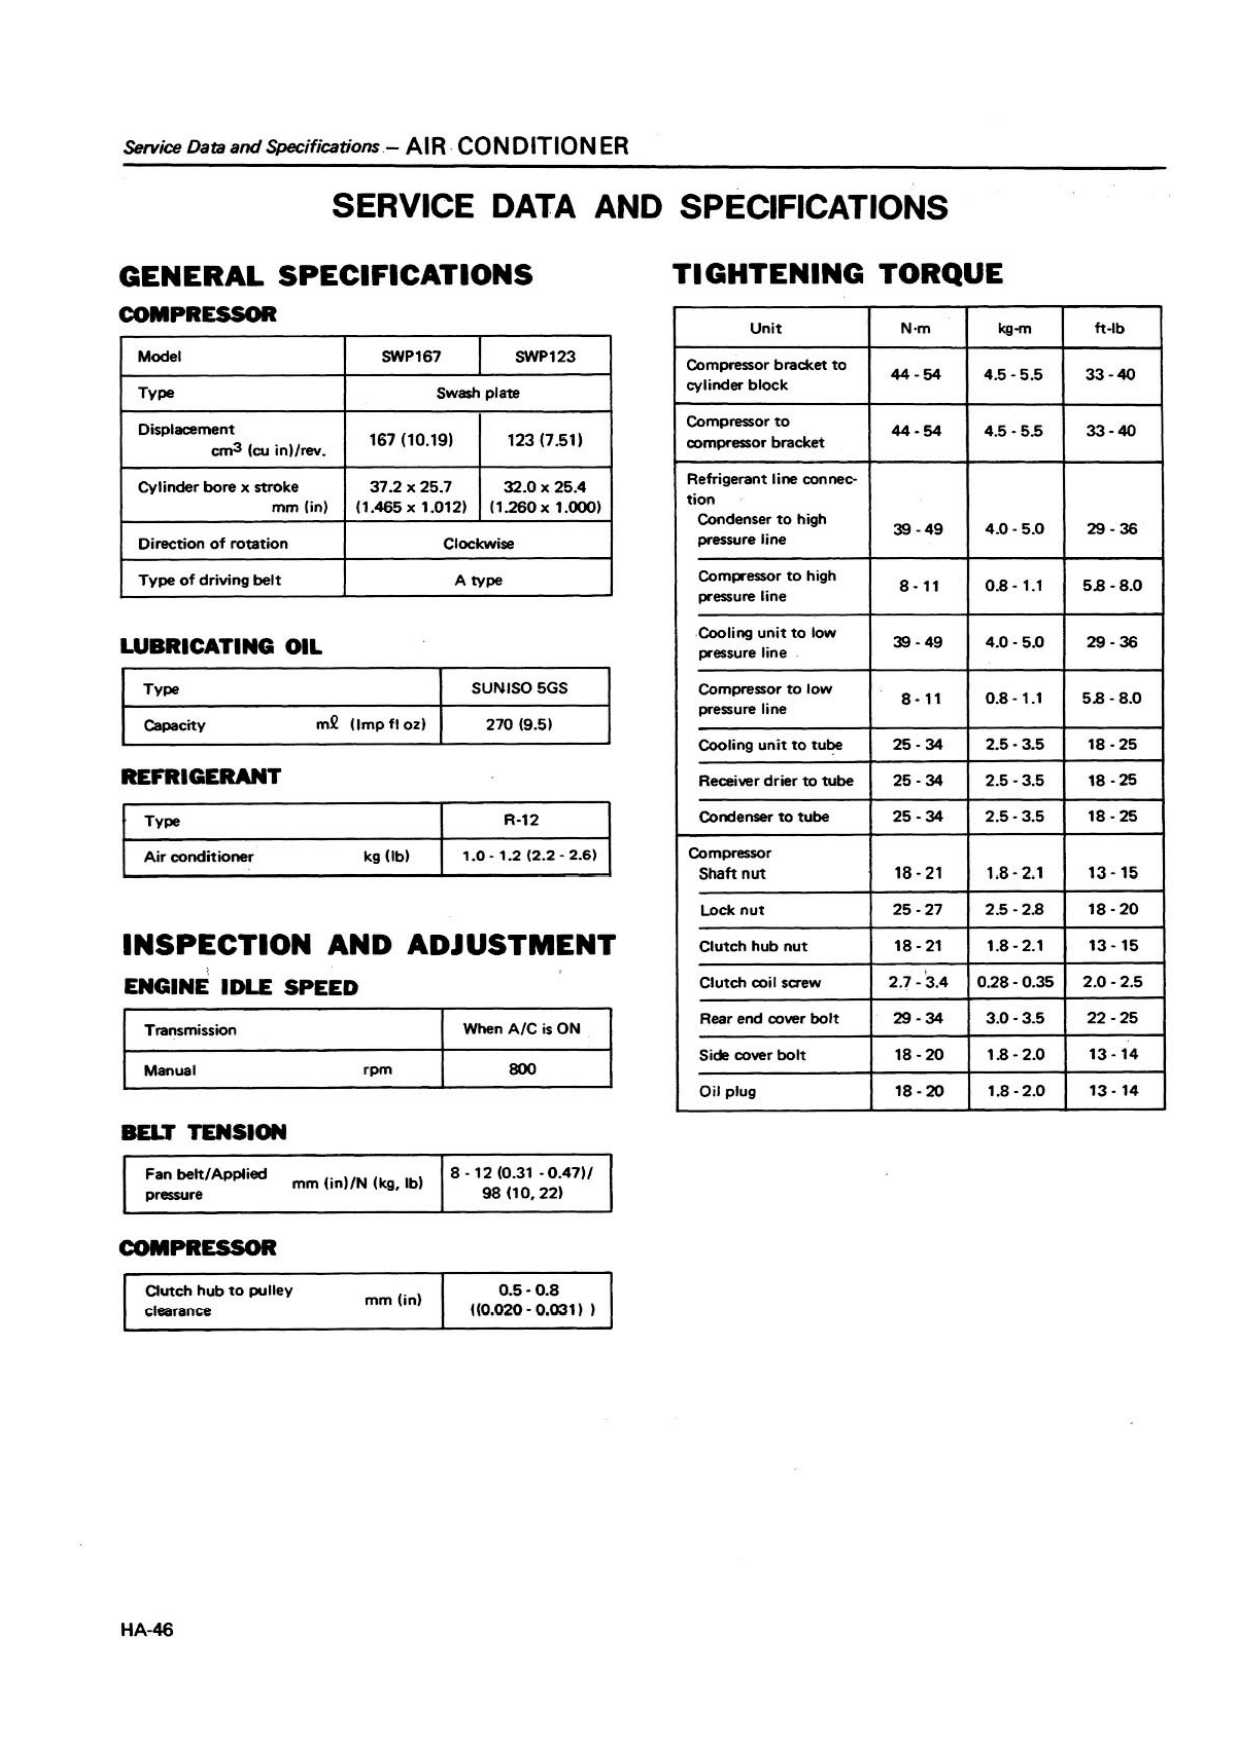 Service Data and Specifications — AIR CONDITIONER
SERVICE DATA AND SPECIFICATIONS
GENERAL SPECIFICATIONS
COMPRESSOR
Model SWP167 SWP123
Type Swash plate
Displacement
cm3 (cu in)/rev. 167 (10.19) 123 (7.51)
Cylinder bore x stroke 37.2 x 25.7 32.0 x 25.4
mm (in) (1.465 x 1.012) (1.260 x 1.000)
Direction of rotation Clockwise
Type of driving belt A type
LUBRICATING OIL
Type SUNISO 5GS
Capacity mℓ (Imp fl oz) 270 (9.5)
REFRIGERANT
Type R-12
Air conditioner kg (lb) 1.0 - 1.2 (2.2 - 2.6)
INSPECTION AND ADJUSTMENT
ENGINE IDLE SPEED
Transmission When A/C is ON
Manual rpm 800
BELT TENSION
Fan belt/Applied mm (in)/N (kg, lb) 8 - 12 (0.31 - 0.47)/
pressure 98 (10, 22)
COMPRESSOR
Clutch hub to pulley mm (in) 0.5 - 0.8
clearance ((0.020 - 0.031) )
TIGHTENING TORQUE
Unit N·m kg-m ft-lb
Compressor bracket to
cylinder block 44 - 54 4.5 - 5.5 33 - 40
Compressor to
compressor bracket 44 - 54 4.5 - 5.5 33 - 40
Refrigerant line connec-
tion
Condenser to high
pressure line 39 - 49 4.0 - 5.0 29 - 36
Compressor to high
pressure line 8 - 11 0.8 - 1.1 5.8 - 8.0
Cooling unit to low
pressure line 39 - 49 4.0 - 5.0 29 - 36
Compressor to low
pressure line 8 - 11 0.8 - 1.1 5.8 - 8.0
Cooling unit to tube 25 - 34 2.5 - 3.5 18 - 25
Receiver drier to tube 25 - 34 2.5 - 3.5 18 - 25
Condenser to tube 25 - 34 2.5 - 3.5 18 - 25
Compressor
Shaft nut 18 - 21 1.8 - 2.1 13 - 15
Lock nut 25 - 27 2.5 - 2.8 18 - 20
Clutch hub nut 18 - 21 1.8 - 2.1 13 - 15
Clutch coil screw 2.7 - 3.4 0.28 - 0.35 2.0 - 2.5
Rear end cover bolt 29 - 34 3.0 - 3.5 22 - 25
Side cover bolt 18 - 20 1.8 - 2.0 13 - 14
Oil plug 18 - 20 1.8 - 2.0 13 - 14
HA-46